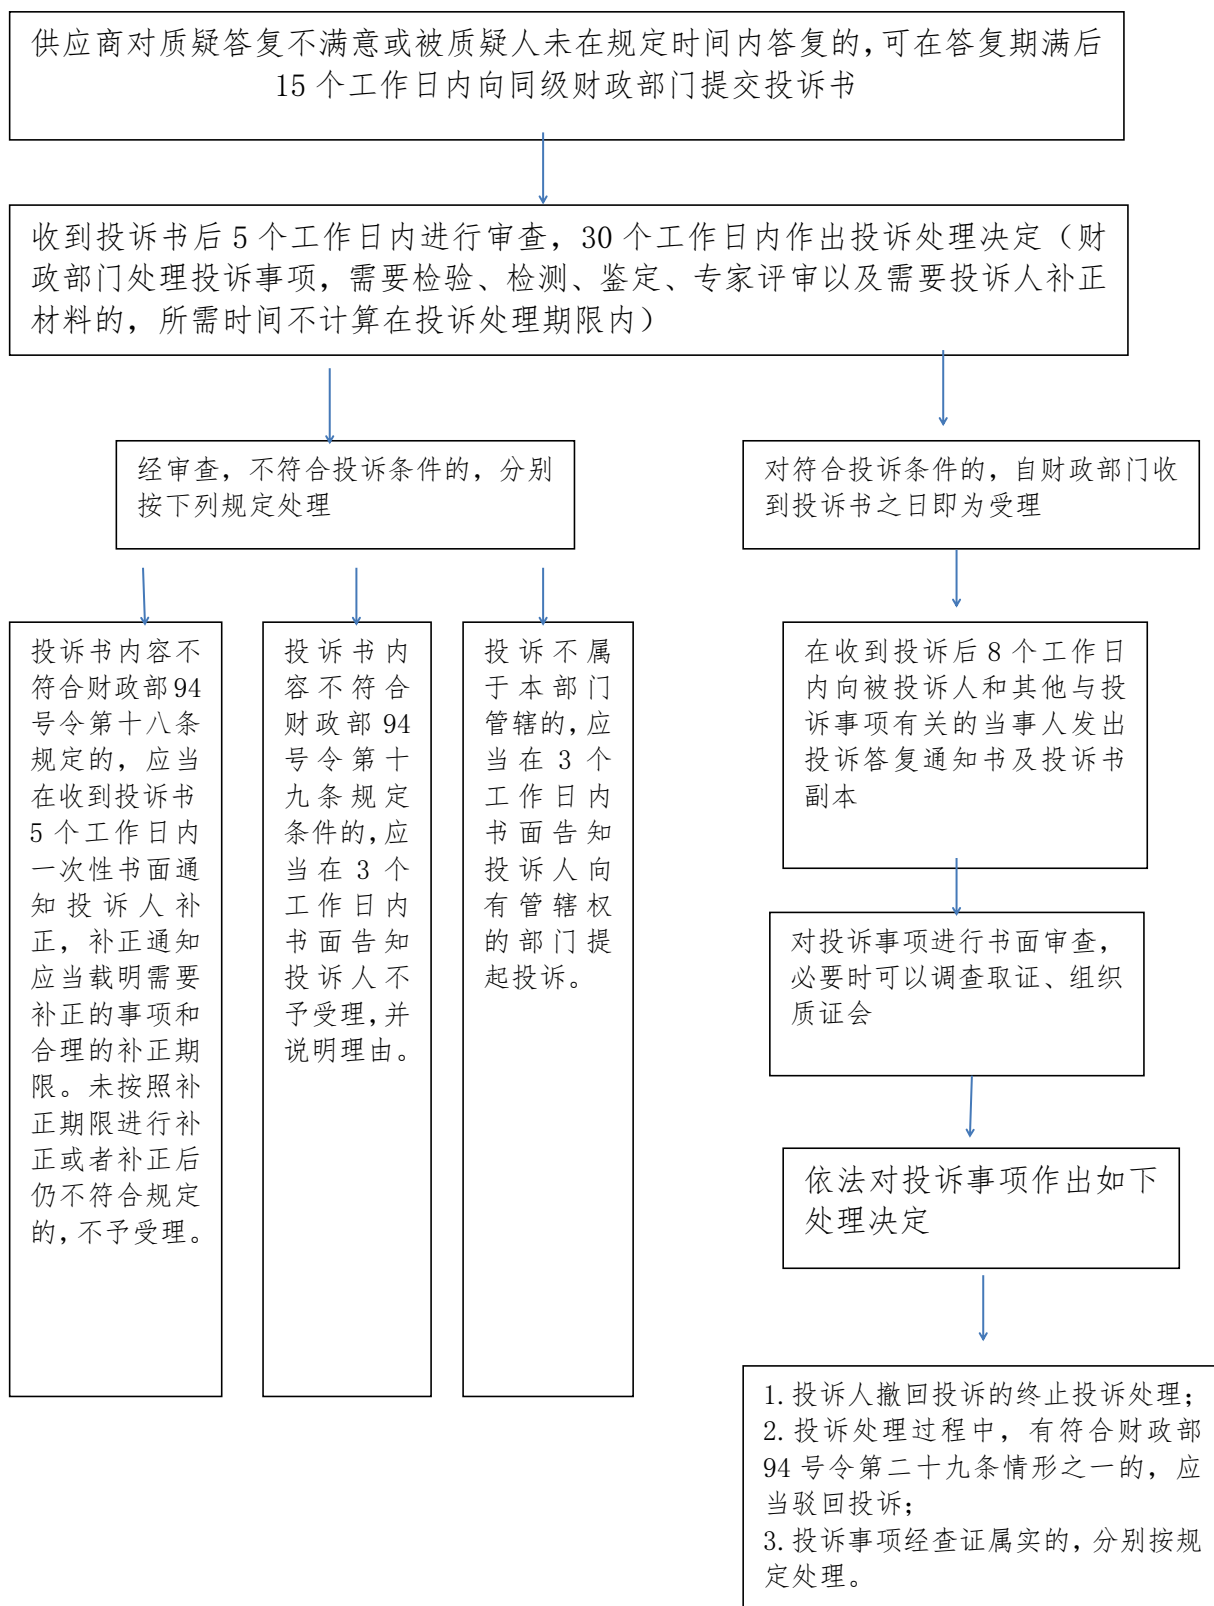 供应商对质疑答复不满意或被质疑人未在规定时间内答复的,可在答复期满后
15 个工作日内向同级财政部门提交投诉书
收到投诉书后 5 个工作日内进行审查，30 个工作日内作出投诉处理决定（财
政部门处理投诉事项，需要检验、检测、鉴定、专家评审以及需要投诉人补正
材料的，所需时间不计算在投诉处理期限内）
经审查，不符合投诉条件的，分别
按下列规定处理
对符合投诉条件的，自财政部门收
到投诉书之日即为受理
投诉书内容不
符合财政部 94
号令第十八条
规定的，应当
在收到投诉书
5 个工作日内
一次性书面通
知投诉人补
正，补正通知
应当载明需要
补正的事项和
合理的补正期
限。未按照补
正期限进行补
正或者补正后
仍不符合规定
的,不予受理。
投诉书内
容不符合
财政部 94
号令第十
九条规定
条件的,应
当在 3 个
工作日内
书面告知
投诉人不
予受理,并
说明理由。
投诉不属
于本部门
管辖的,应
当在 3 个
工作日内
书面告知
投诉人向
有管辖权
的部门提
起投诉。
在收到投诉后 8 个工作日
内向被投诉人和其他与投
诉事项有关的当事人发出
投诉答复通知书及投诉书
副本
对投诉事项进行书面审查，
必要时可以调查取证、组织
质证会
依法对投诉事项作出如下
处理决定
1.投诉人撤回投诉的终止投诉处理；
2.投诉处理过程中，有符合财政部
94 号令第二十九条情形之一的，应
当驳回投诉；
3.投诉事项经查证属实的,分别按规
定处理。